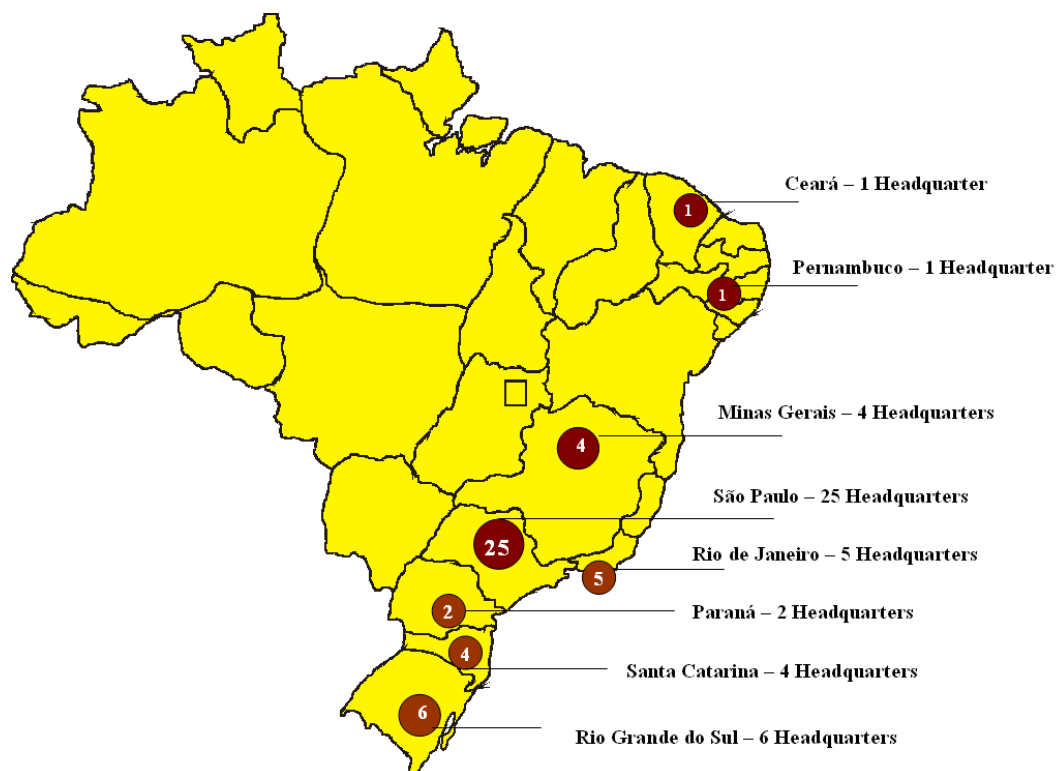 Ceará – 1 Headquarter
1
Pernambuco – 1 Headquarter
1
Minas Gerais – 4 Headquarters
4
São Paulo – 25 Headquarters
25
Rio de Janeiro – 5 Headquarters
5
Paraná – 2 Headquarters
2
Santa Catarina – 4 Headquarters
4
Rio Grande do Sul – 6 Headquarters
6